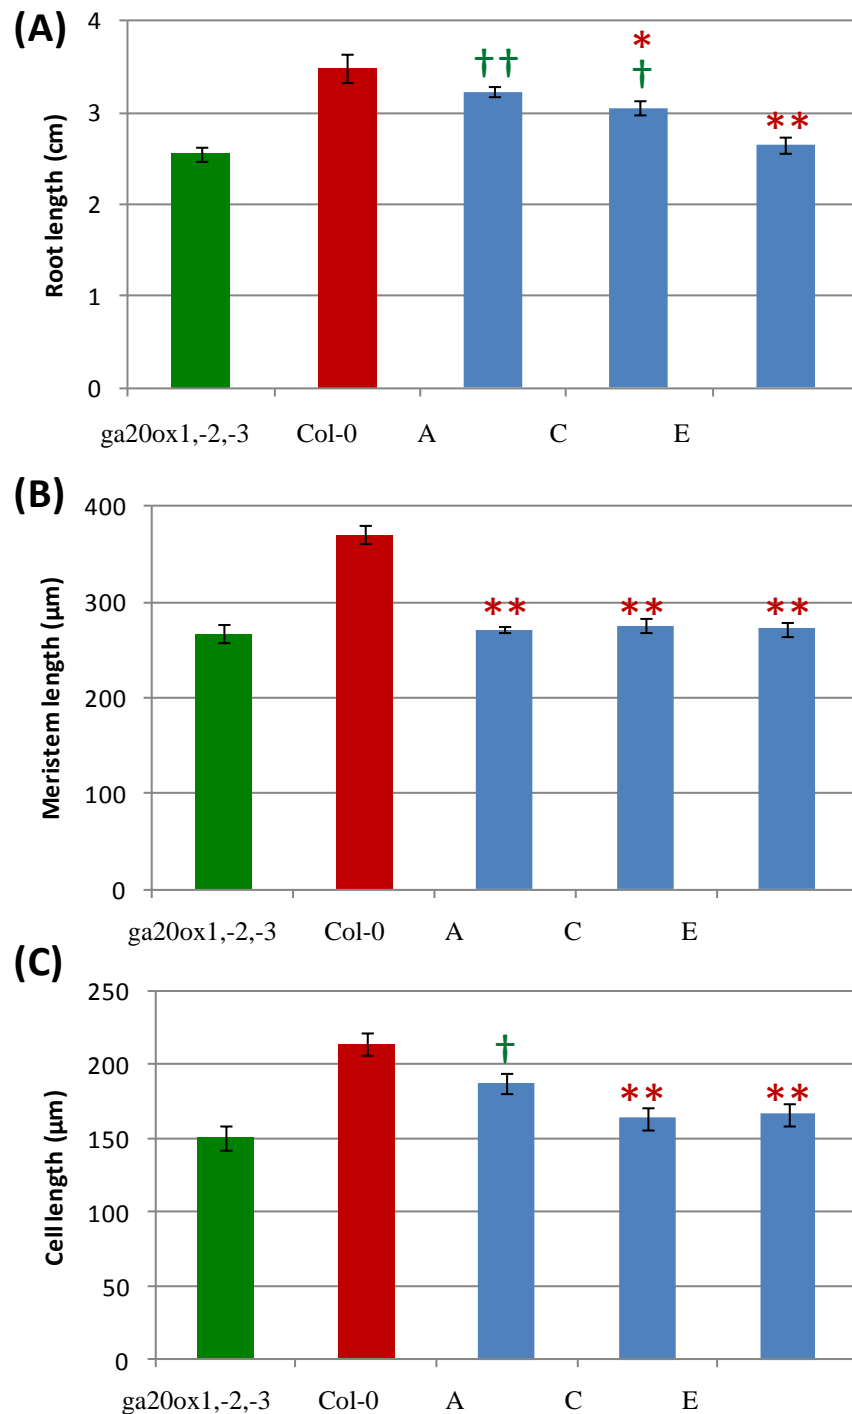 (A)
Root length (cm)
4
3
2
1
0
††
*
†
**
ga20ox1,-2,-3 Col-0 A C E
(B)
Meristem length (µm)
400
300
200
100
0
** ** **
ga20ox1,-2,-3 Col-0 A C E
(C)
Cell length (µm)
250
200
150
100
50
0
†
** **
ga20ox1,-2,-3 Col-0 A C E